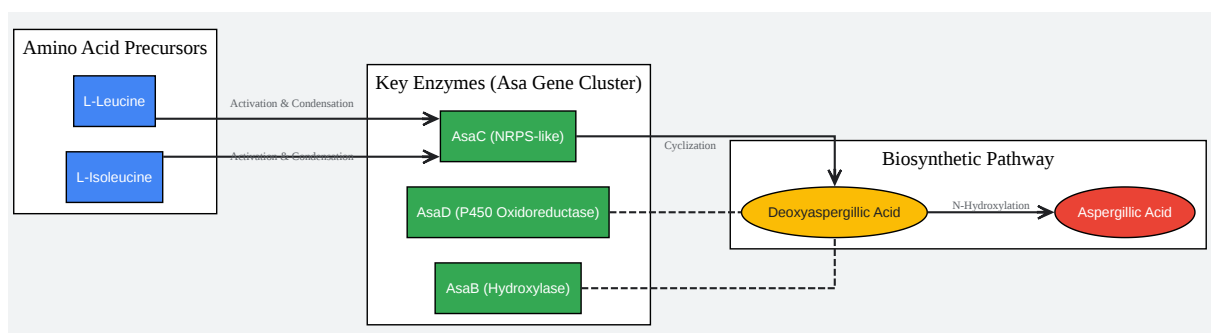 Amino Acid Precursors
L-Leucine
L-Isoleucine
Activation & Condensation
Activation & Condensation
Key Enzymes (Asa Gene Cluster)
AsaC (NRPS-like)
AsaD (P450 Oxidoreductase)
AsaB (Hydroxylase)
Cyclization
Biosynthetic Pathway
Deoxyaspergillic Acid
N-Hydroxylation
Aspergillic Acid